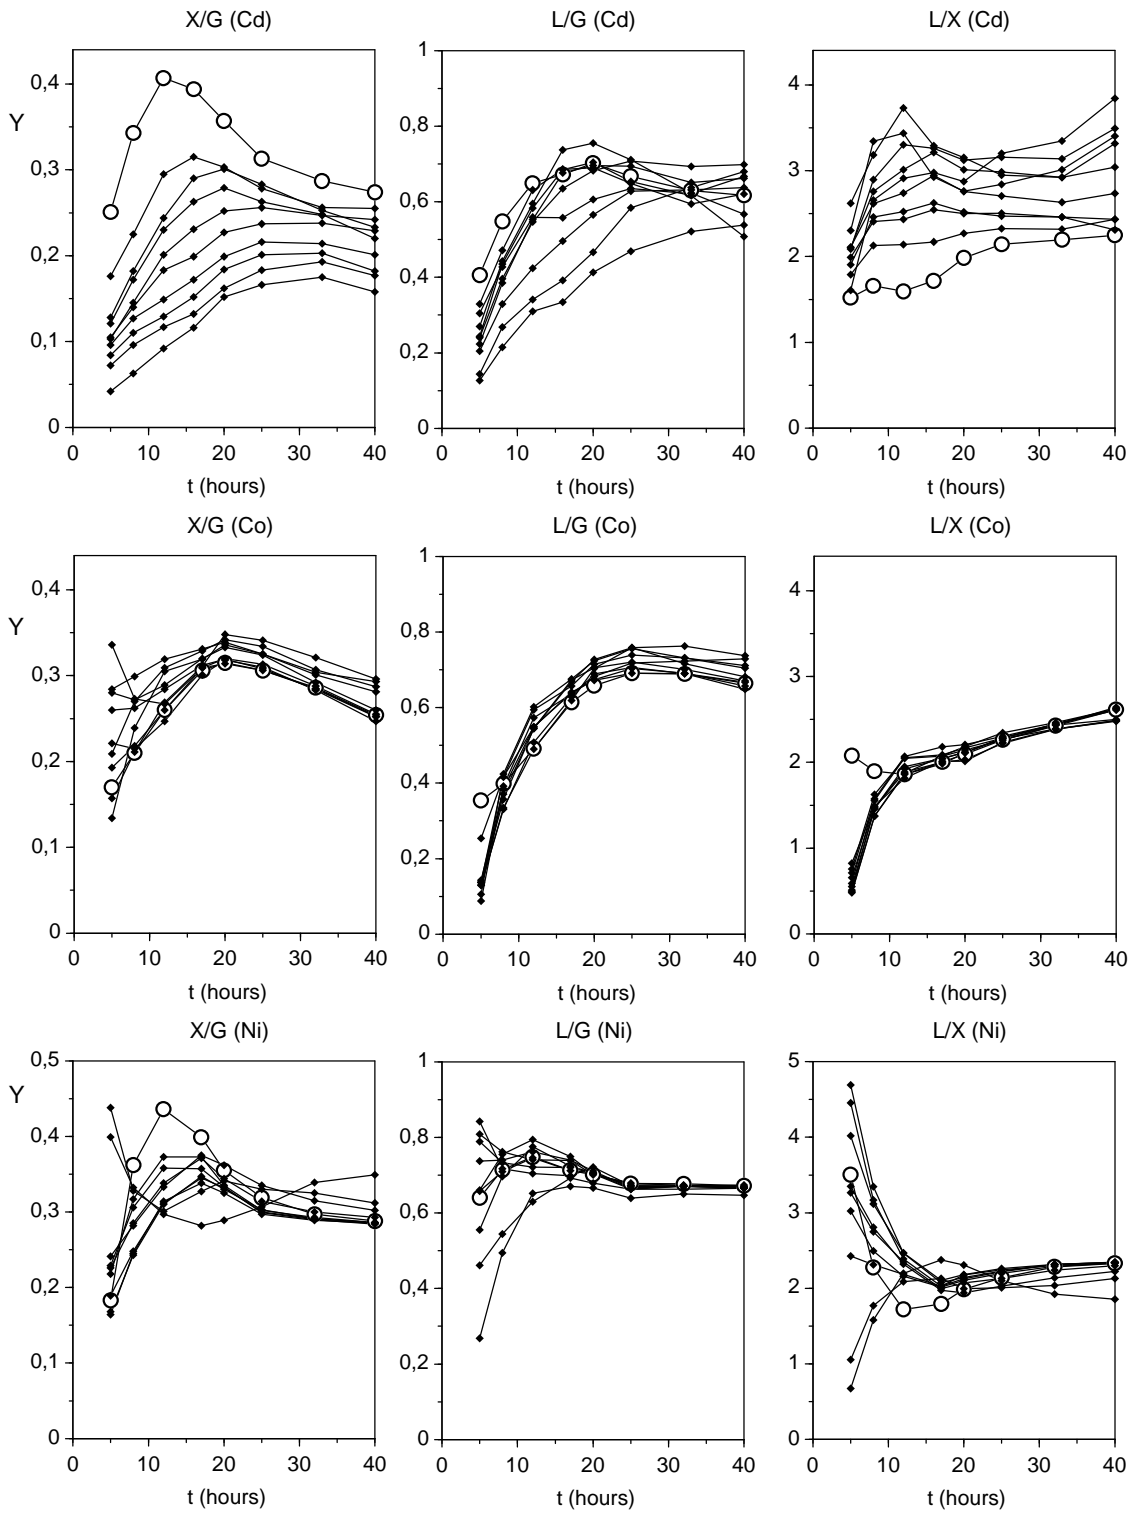 X/G (Cd) L/G (Cd) L/X (Cd)
0,4 1 4
Y
0,8
0,3 3
0,6
0,2 2
0,4
0,1 1
0,2
0 0 0
0 10 20 30 40 0 10 20 30 40 0 10 20 30 40
t (hours) t (hours) t (hours)
X/G (Co) L/G (Co) L/X (Co)
0,4 1 4
Y
0,8
0,3 3
0,6
0,2 2
0,4
0,1 1
0,2
0 0 0
0 10 20 30 40 0 10 20 30 40 0 10 20 30 40
t (hours) t (hours) t (hours)
X/G (Ni) L/G (Ni) L/X (Ni)
0,5 1 5
Y
0,4 0,8 4
0,3 0,6 3
0,2 0,4 2
0,1 0,2 1
0 0 0
0 10 20 30 40 0 10 20 30 40 0 10 20 30 40
t (hours) t (hours) t (hours)